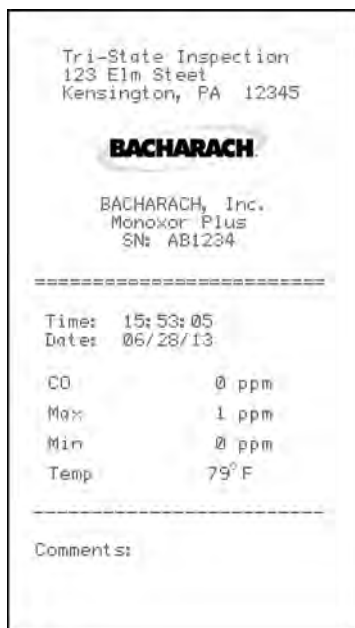 Tri-State Inspection
123 Elm Steet
Kensington, PA 12345
BACHARACH
BACHARACH, Inc.
Monoxor Plus
SN: AB1234
==========================
Time: 15:53:05
Date: 06/28/13
CO 0 ppm
Max 1 ppm
Min 0 ppm
Temp 79°F
--------------------------
Comments: